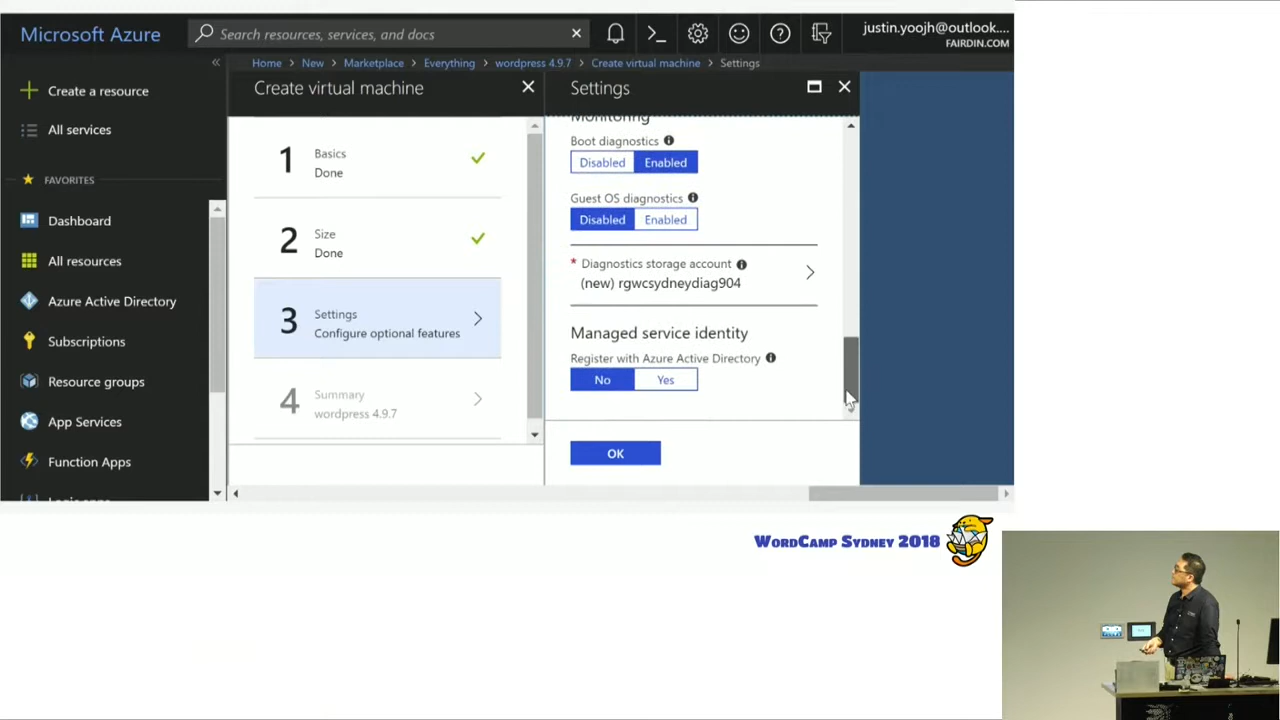 Microsoft Azure
Search resources, services, and docs
justin.yoojh@outlook....
FAIRDIN.COM
Home > New > Marketplace > Everything > wordpress 4.9.7 > Create virtual machine > Settings
Create a resource
All services
FAVORITES
Dashboard
All resources
Azure Active Directory
Subscriptions
Resource groups
App Services
Function Apps
Create virtual machine
1
Basics
Done
2
Size
Done
3
Settings
Configure optional features
4
Summary
wordpress 4.9.7
Settings
Monitoring
Boot diagnostics
Disabled Enabled
Guest OS diagnostics
Disabled Enabled
* Diagnostics storage account
(new) rgwcsydneydiag904
Managed service identity
Register with Azure Active Directory
No Yes
OK
WordCamp Sydney 2018